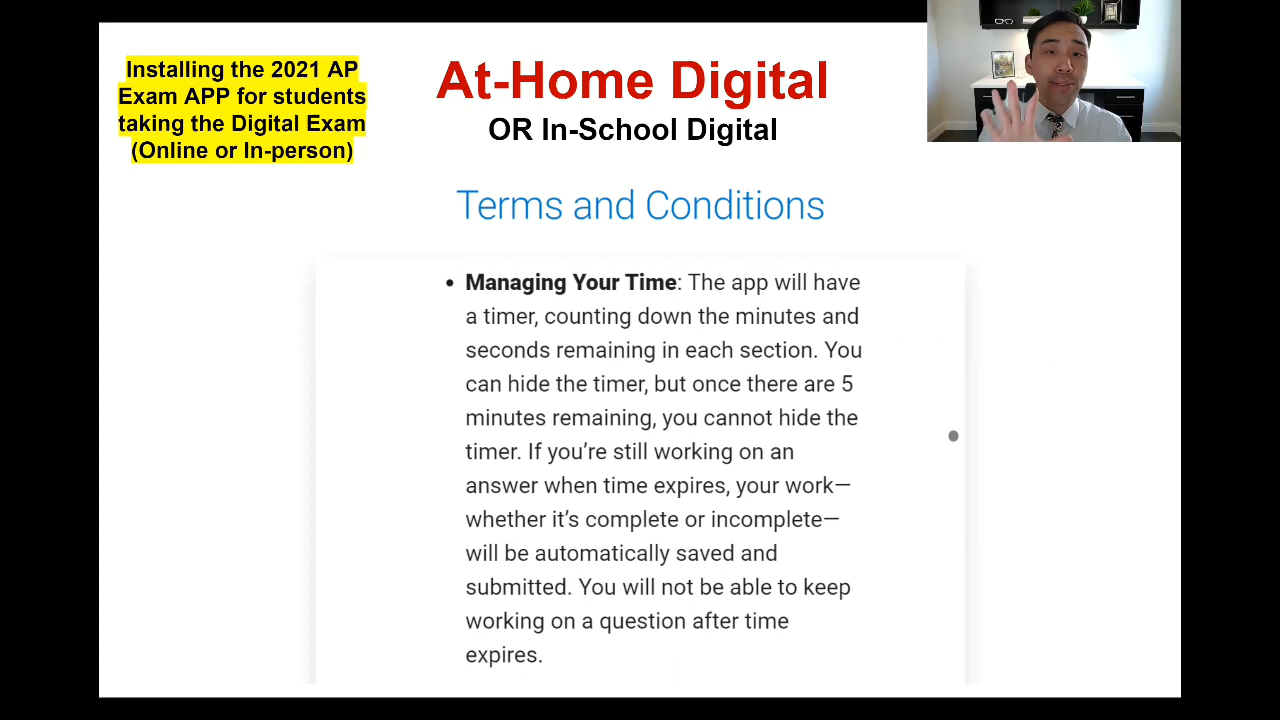 Installing the 2021 AP
Exam APP for students
taking the Digital Exam
(Online or In-person)
At-Home Digital
OR In-School Digital
Terms and Conditions
• Managing Your Time: The app will have
a timer, counting down the minutes and
seconds remaining in each section. You
can hide the timer, but once there are 5
minutes remaining, you cannot hide the
timer. If you’re still working on an
answer when time expires, your work—
whether it’s complete or incomplete—
will be automatically saved and
submitted. You will not be able to keep
working on a question after time
expires.